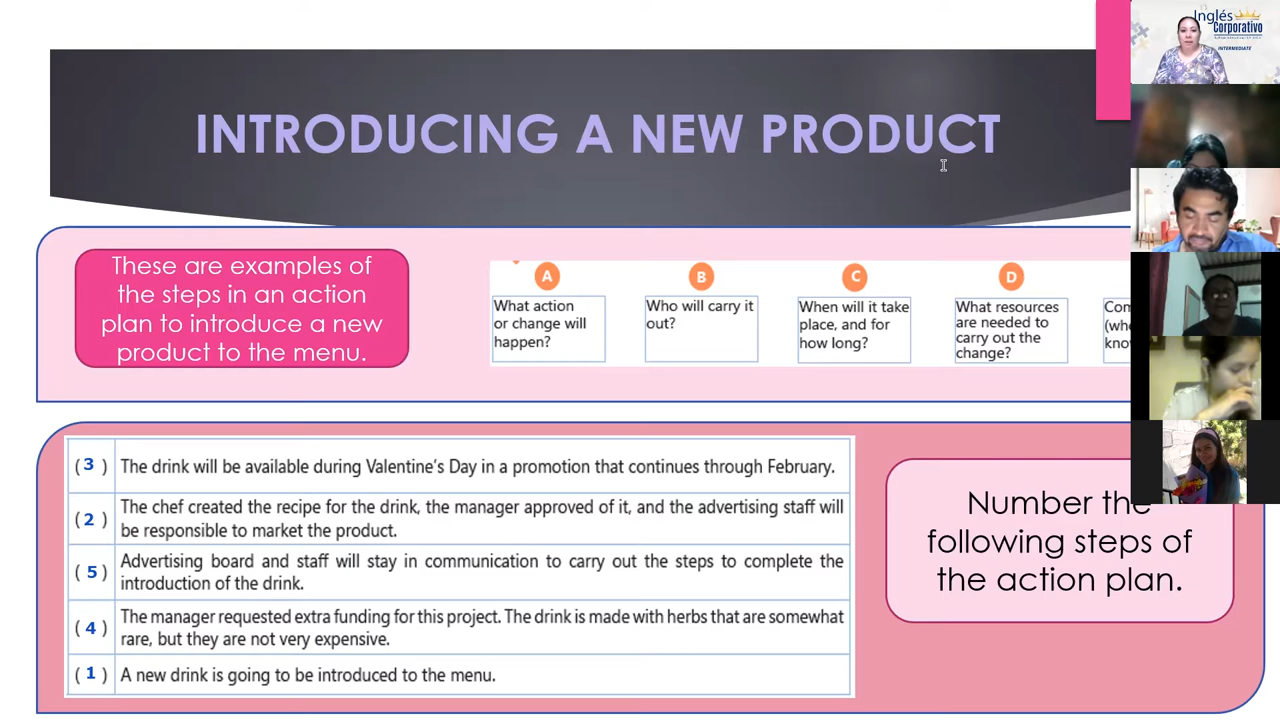 INTRODUCING A NEW PRODUCT
Inglés
Corporativo
INTERMEDIATE
These are examples of
the steps in an action
plan to introduce a new
product to the menu.
A
What action
or change will
happen?
B
Who will carry it
out?
C
When will it take
place, and for
how long?
D
What resources
are needed to
carry out the
change?
(3) The drink will be available during Valentine's Day in a promotion that continues through February.
(2) The chef created the recipe for the drink, the manager approved of it, and the advertising staff will
be responsible to market the product.
(5) Advertising board and staff will stay in communication to carry out the steps to complete the
introduction of the drink.
(4) The manager requested extra funding for this project. The drink is made with herbs that are somewhat
rare, but they are not very expensive.
(1) A new drink is going to be introduced to the menu.
Number the
following steps of
the action plan.